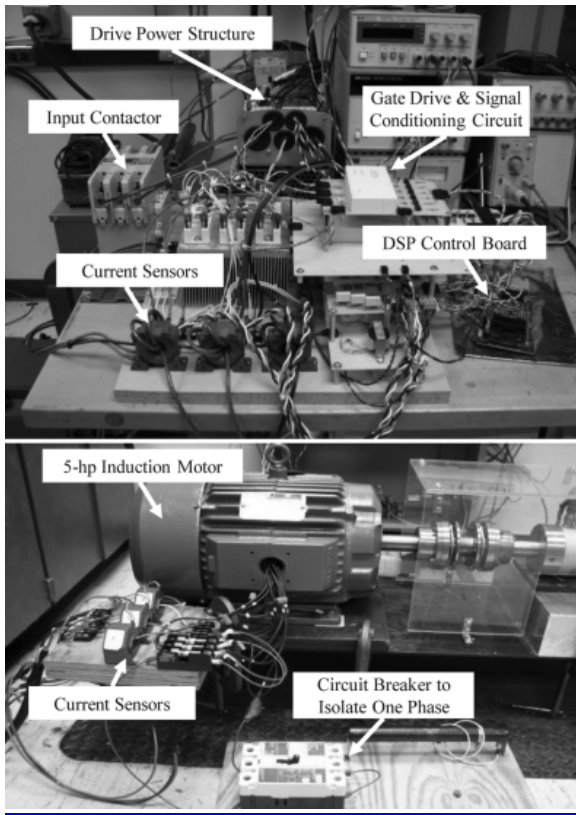 Drive Power Structure
Input Contactor
Gate Drive & Signal
Conditioning Circuit
DSP Control Board
Current Sensors
5-hp Induction Motor
Current Sensors
Circuit Breaker to
Isolate One Phase